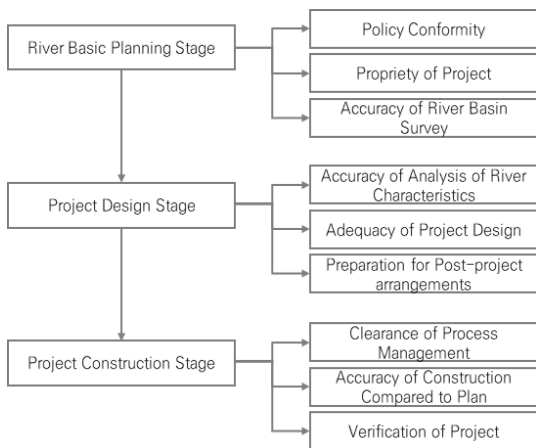 River Basic Planning Stage
Policy Conformity
Propriety of Project
Accuracy of River Basin
Survey
Project Design Stage
Accuracy of Analysis of River
Characteristics
Adequacy of Project Design
Preparation for Post-project
arrangements
Project Construction Stage
Clearance of Process
Management
Accuracy of Construction
Compared to Plan
Verification of Project